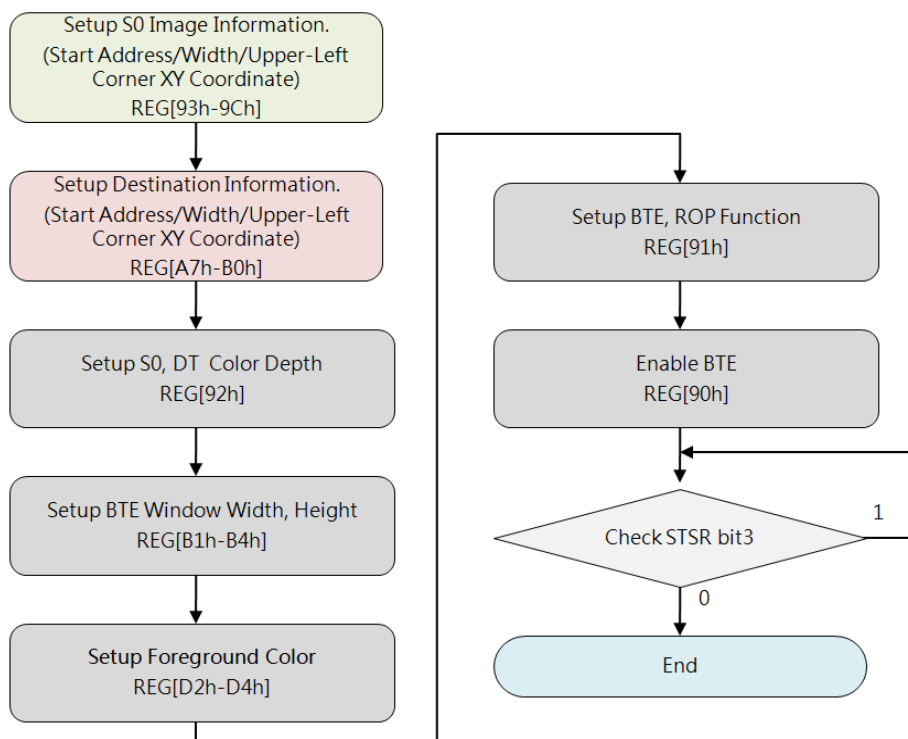 Setup S0 Image Information.
(Start Address/Width/Upper-Left
Corner XY Coordinate)
REG[93h-9Ch]
Setup Destination Information.
(Start Address/Width/Upper-Left
Corner XY Coordinate)
REG[A7h-B0h]
Setup S0, DT Color Depth
REG[92h]
Setup BTE Window Width, Height
REG[B1h-B4h]
Setup Foreground Color
REG[D2h-D4h]
Setup BTE, ROP Function
REG[91h]
Enable BTE
REG[90h]
Check STSR bit3
1
0
End